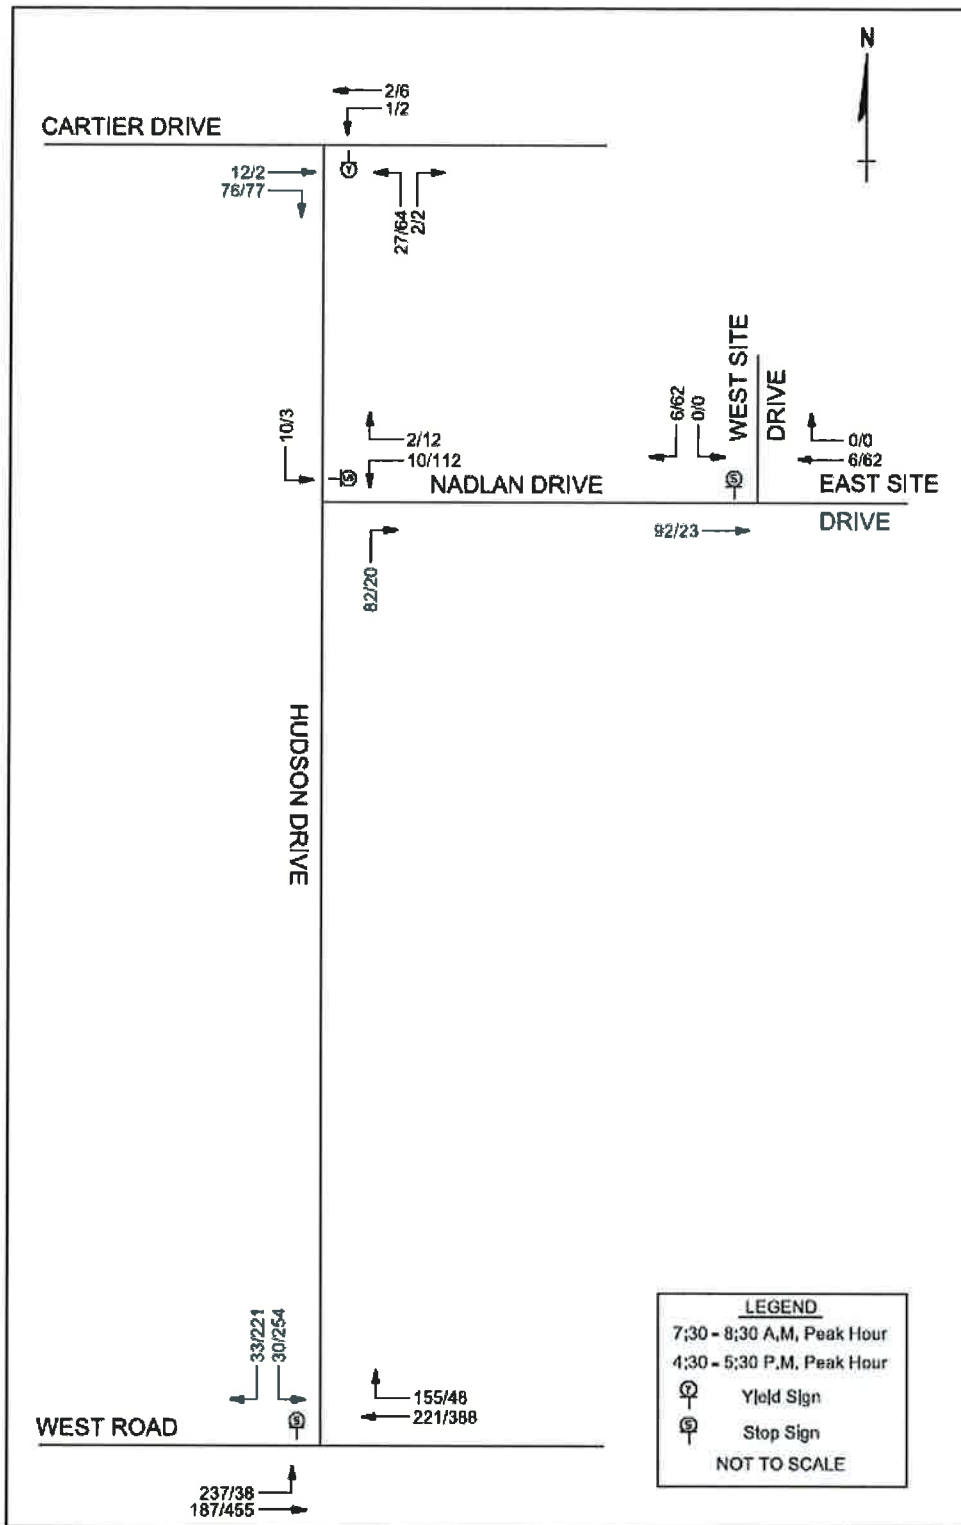 N
2/6
1/2
CARTIER DRIVE
12/2
76/77
Y
27/64
2/2
WEST SITE
DRIVE
6/62
0/0
0/0
6/62
10/3
2/12
10/112
S
NADLAN DRIVE
S
EAST SITE
DRIVE
92/23
82/20
HUDSON DRIVE
33/221
30/254
155/48
221/388
WEST ROAD
S
237/38
187/455
LEGEND
7:30 - 8:30 A.M. Peak Hour
4:30 - 5:30 P.M. Peak Hour
Y Yield Sign
S Stop Sign
NOT TO SCALE